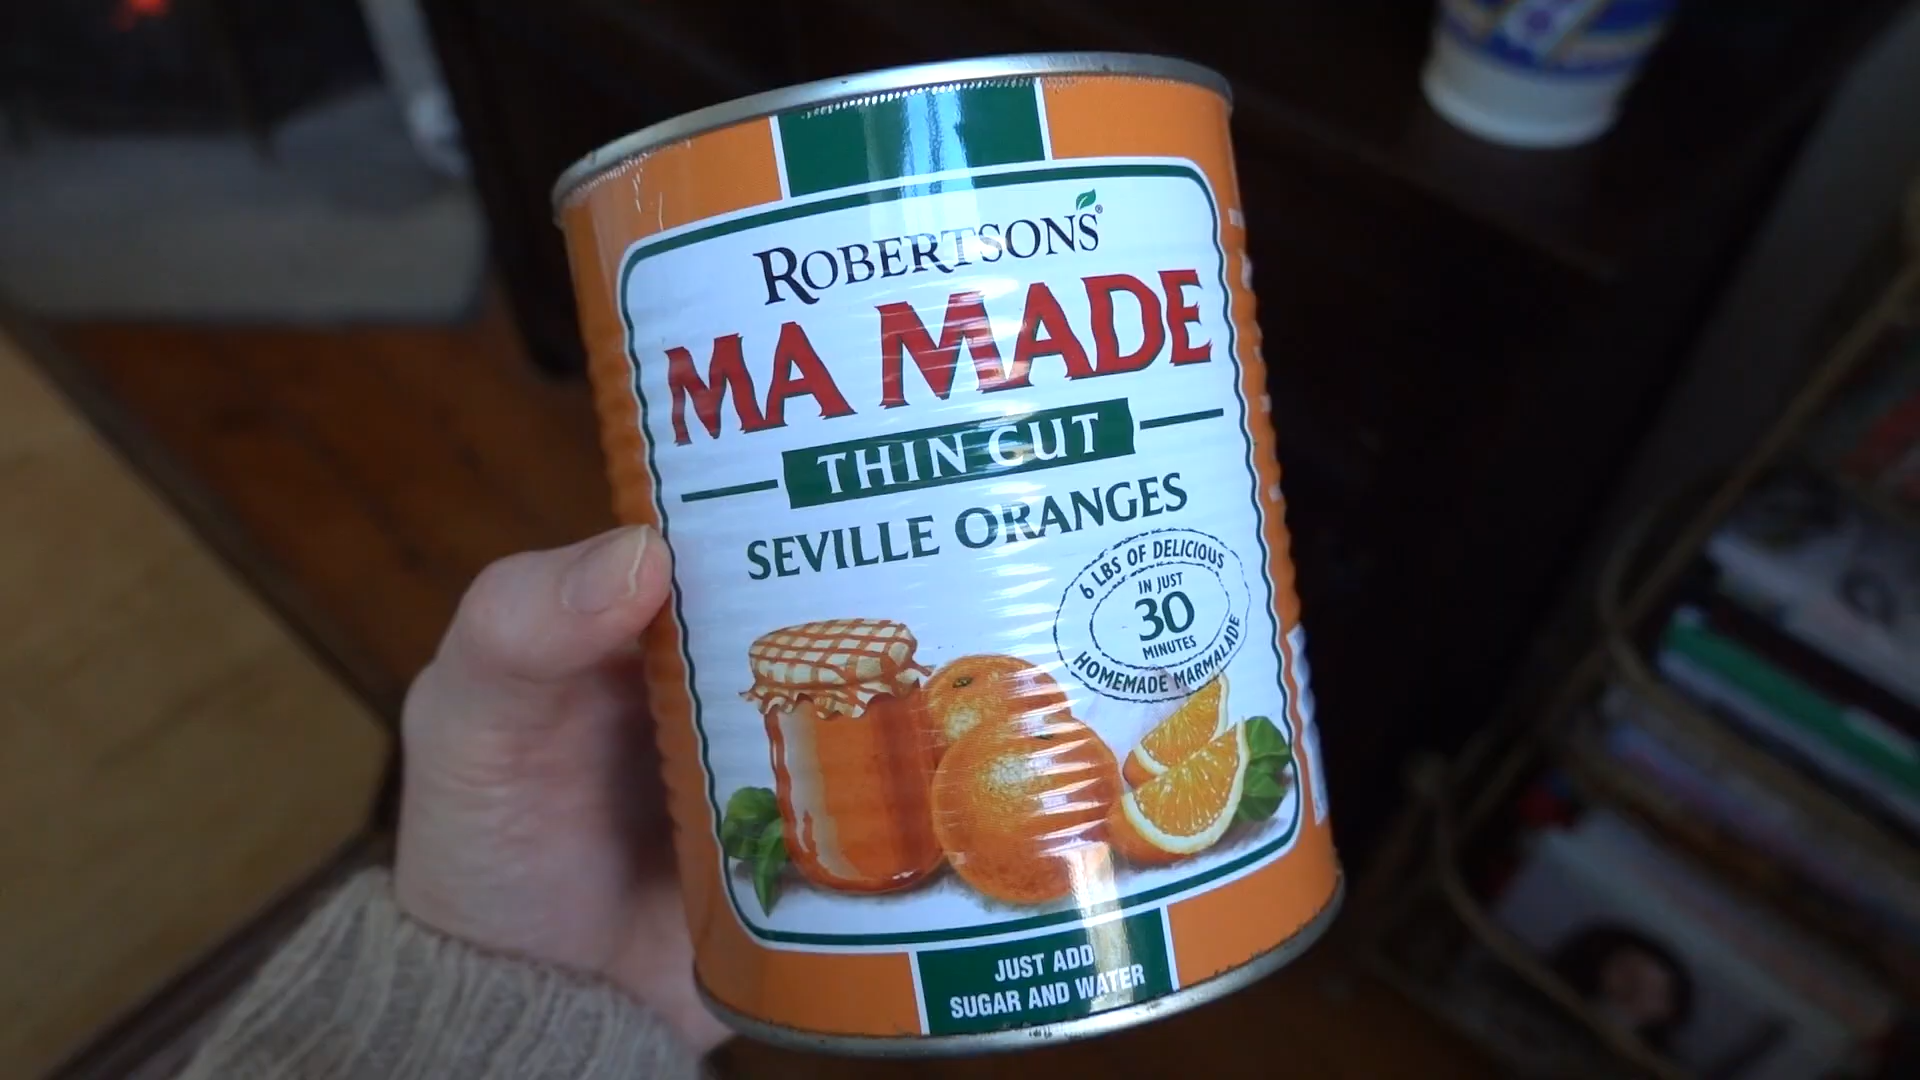 ROBERTSON'S®
MA MADE
THIN CUT
SEVILLE ORANGES
6 LBS OF DELICIOUS
IN JUST
30
MINUTES
HOMEMADE MARMALADE
JUST ADD
SUGAR AND WATER